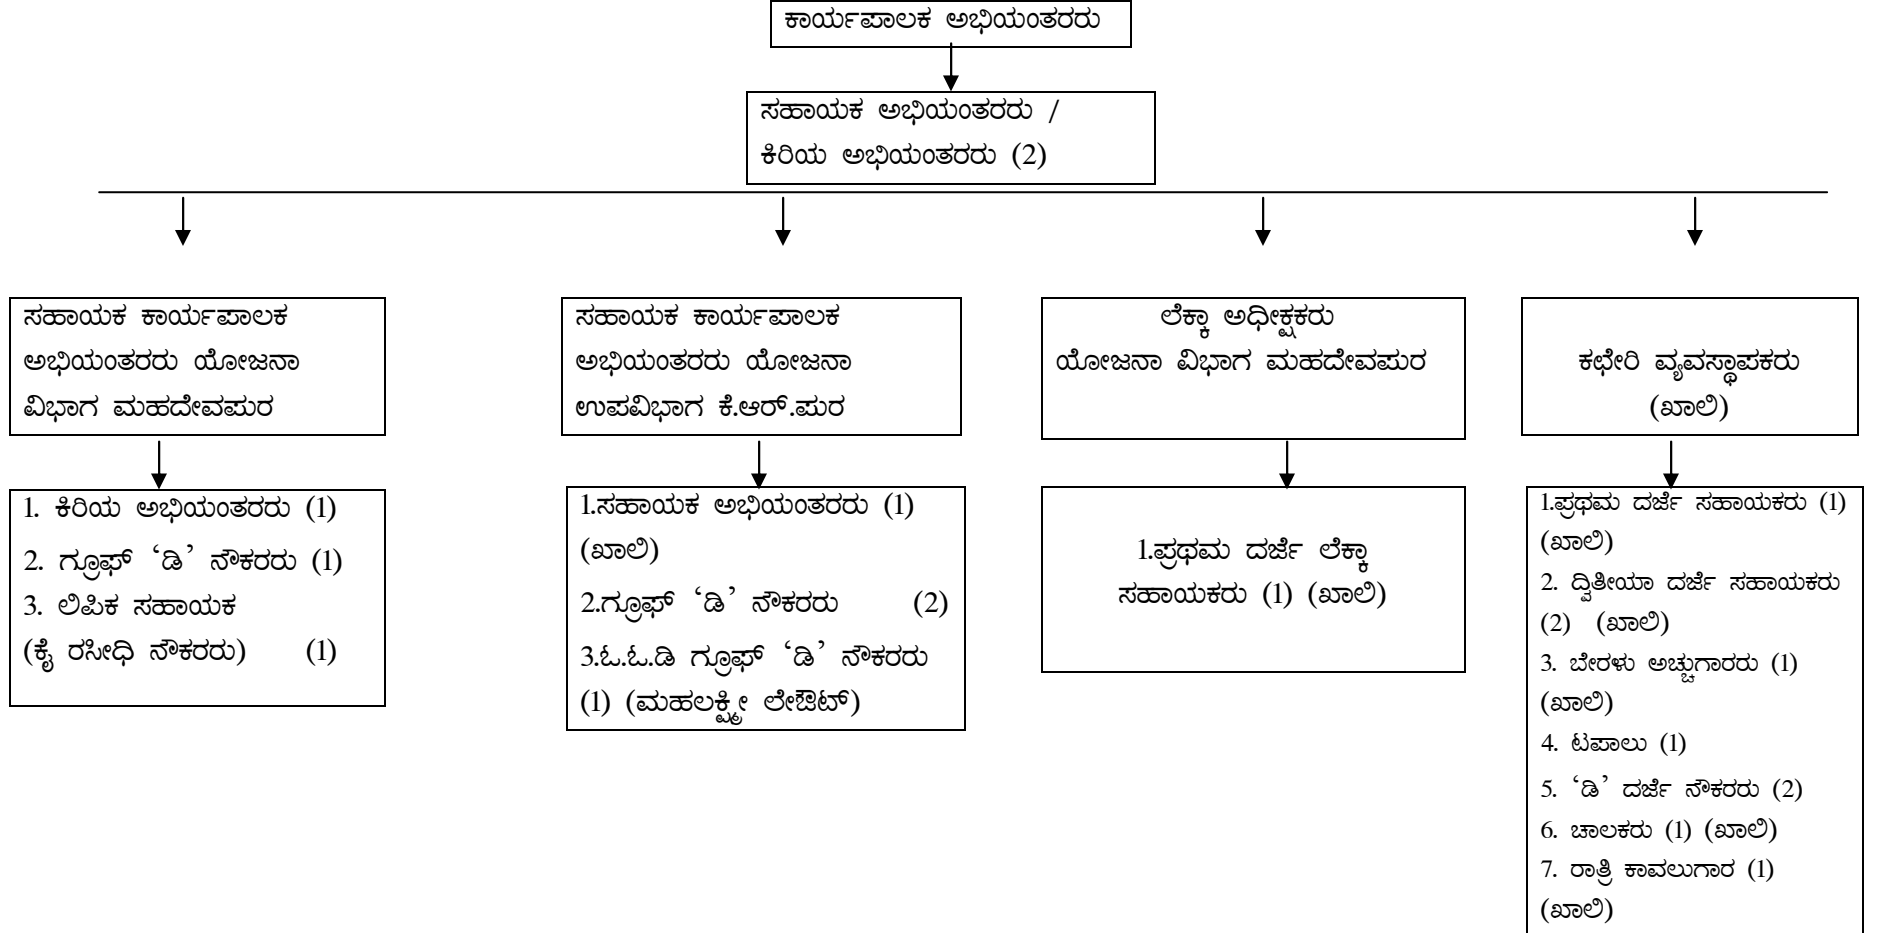 ಕಾರ್ಯಪಾಲಕ ಅಭಿಯಂತರರು
ಸಹಾಯಕ ಅಭಿಯಂತರರು /
ಕಿರಿಯ ಅಭಿಯಂತರರು (2)
ಸಹಾಯಕ ಕಾರ್ಯಪಾಲಕ
ಅಭಿಯಂತರರು ಯೋಜನಾ
ವಿಭಾಗ ಮಹದೇವಪುರ
ಸಹಾಯಕ ಕಾರ್ಯಪಾಲಕ
ಅಭಿಯಂತರರು ಯೋಜನಾ
ಉಪವಿಭಾಗ ಕೆ.ಆರ್.ಪುರ
ಲೆಕ್ಕಾ ಅಧೀಕ್ಷಕರು
ಯೋಜನಾ ವಿಭಾಗ ಮಹದೇವಪುರ
ಕಛೇರಿ ವ್ಯವಸ್ಥಾಪಕರು
(ಖಾಲಿ)
1. ಕಿರಿಯ ಅಭಿಯಂತರರು (1)
2. ಗ್ರೂಫ್ ‘ಡಿ’ ನೌಕರರು (1)
3. ಲಿಪಿಕ ಸಹಾಯಕ
(ಕೈ ರಸೀಧಿ ನೌಕರರು) (1)
1.ಸಹಾಯಕ ಅಭಿಯಂತರರು (1)
(ಖಾಲಿ)
2.ಗ್ರೂಫ್ ‘ಡಿ’ ನೌಕರರು (2)
3.ಓ.ಓ.ಡಿ ಗ್ರೂಫ್ ‘ಡಿ’ ನೌಕರರು
(1) (ಮಹಲಕ್ಷ್ಮೀ ಲೇಔಟ್)
1.ಪ್ರಥಮ ದರ್ಜೆ ಲೆಕ್ಕಾ
ಸಹಾಯಕರು (1) (ಖಾಲಿ)
1.ಪ್ರಥಮ ದರ್ಜೆ ಸಹಾಯಕರು (1)
(ಖಾಲಿ)
2. ದ್ವಿತೀಯಾ ದರ್ಜೆ ಸಹಾಯಕರು
(2) (ಖಾಲಿ)
3. ಬೇರಳು ಅಚ್ಚುಗಾರರು (1)
(ಖಾಲಿ)
4. ಟಪಾಲು (1)
5. ‘ಡಿ’ ದರ್ಜೆ ನೌಕರರು (2)
6. ಚಾಲಕರು (1) (ಖಾಲಿ)
7. ರಾತ್ರಿ ಕಾವಲುಗಾರ (1)
(ಖಾಲಿ)